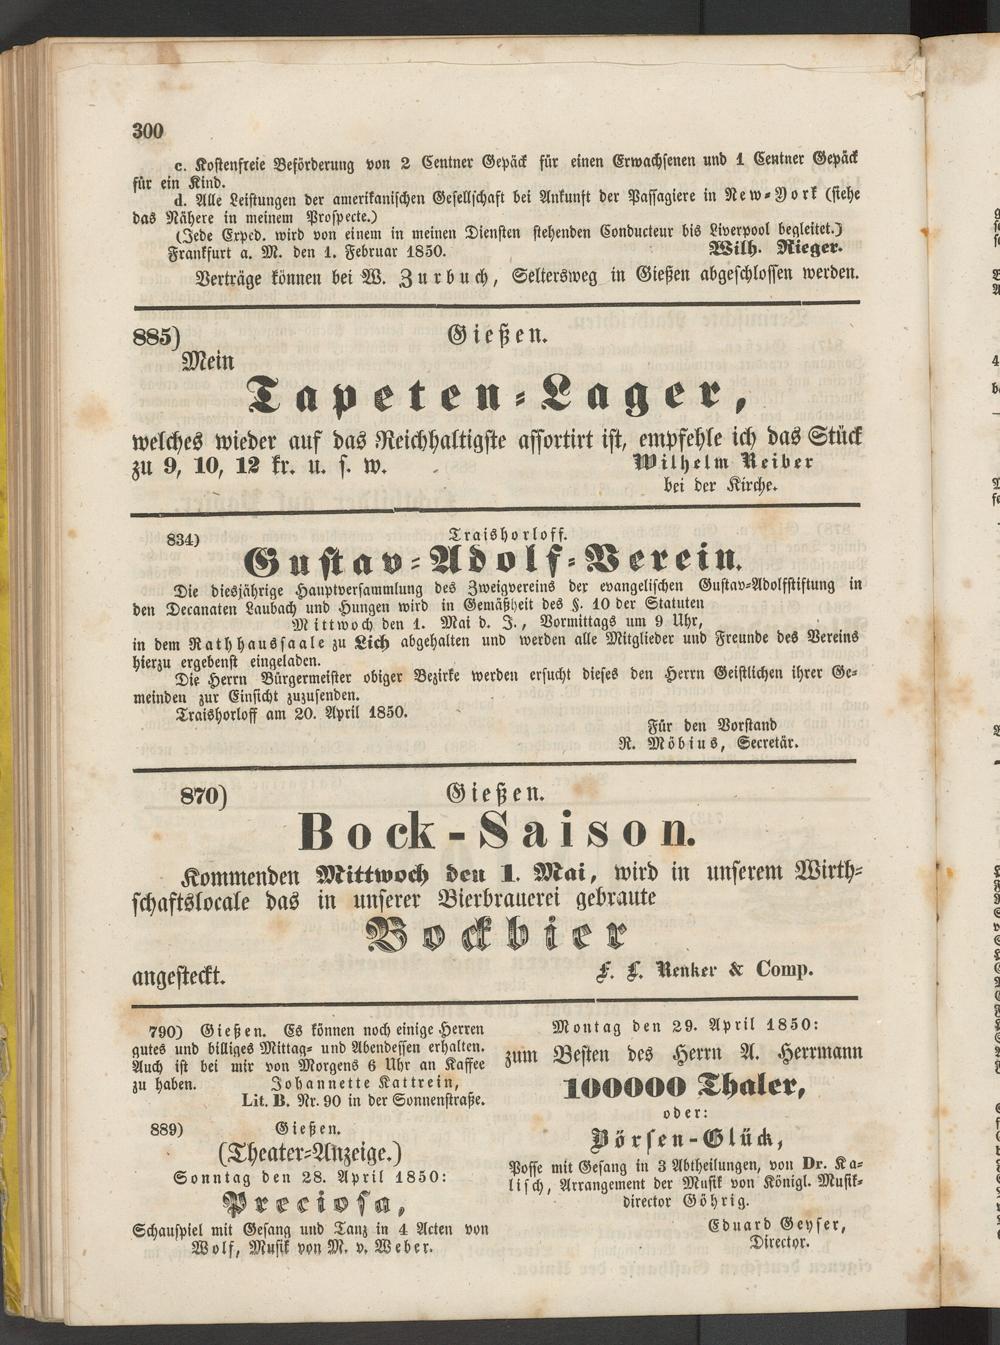 300
c. Kostenfreie Beförderung von 2 Centner Gepäck für einen Erwachsenen und 1 Centner Gepäck
für ein Kind.
d. Alle Leistungen der amerikanischen Gesellschaft bei Ankunft der Passagiere in New-York (siehe
das Nähere in meinem Prospecte.)
(Jede Exped. wird von einem in meinen Diensten stehenden Conducteur bis Liverpool begleitet.)
Frankfurt a. M. den 1. Februar 1850. Wilh. Rieger.
Verträge können bei W. Zurbuch, Seltersweg in Gießen abgeschlossen werden.
885) Gießen.
Mein
Tapeten-Lager,
welches wieder auf das Reichhaltigste assortirt ist, empfehle ich das Stück
zu 9, 10, 12 kr. u. s. w. Wilhelm Reiber
bei der Kirche.
834) Traishorloff.
Gustav-Adolf-Verein.
Die diesjährige Hauptversammlung des Zweigvereins der evangelischen Gustav-Adolfstiftung in
den Decanaten Laubach und Hungen wird in Gemäßheit des §. 10 der Statuten
Mittwoch den 1. Mai d. J., Vormittags um 9 Uhr,
in dem Rathhaussaale zu Lich abgehalten und werden alle Mitglieder und Freunde des Vereins
hierzu ergebenst eingeladen.
Die Herrn Bürgermeister obiger Bezirke werden ersucht dieses den Herrn Geistlichen ihrer Ge-
meinden zur Einsicht zuzusenden.
Traishorloff am 20. April 1850.
Für den Vorstand
R. Möbius, Secretär.
870) Gießen.
Bock-Saison.
Kommenden Mittwoch den 1. Mai, wird in unserem Wirth-
schaftslocale das in unserer Bierbrauerei gebraute
Bockbier
angesteckt. F. L. Renker & Comp.
790) Gießen. Es können noch einige Herren
gutes und billiges Mittag- und Abendessen erhalten.
Auch ist bei mir von Morgens 6 Uhr an Kaffee
zu haben. Johannette Kattrein,
Lit. B. Nr. 90 in der Sonnenstraße.
889) Gießen.
(Theater-Anzeige.)
Sonntag den 28. April 1850:
Preciosa,
Schauspiel mit Gesang und Tanz in 4 Acten von
Wolf, Musik von M. v. Weber.
Montag den 29. April 1850:
zum Besten des Herrn A. Herrmann
100000 Thaler,
oder:
Börsen-Glück,
Posse mit Gesang in 3 Abtheilungen, von Dr. Ka-
lisch, Arrangement der Musik von Königl. Musik-
director Göhrig.
Eduard Geyser,
Director.